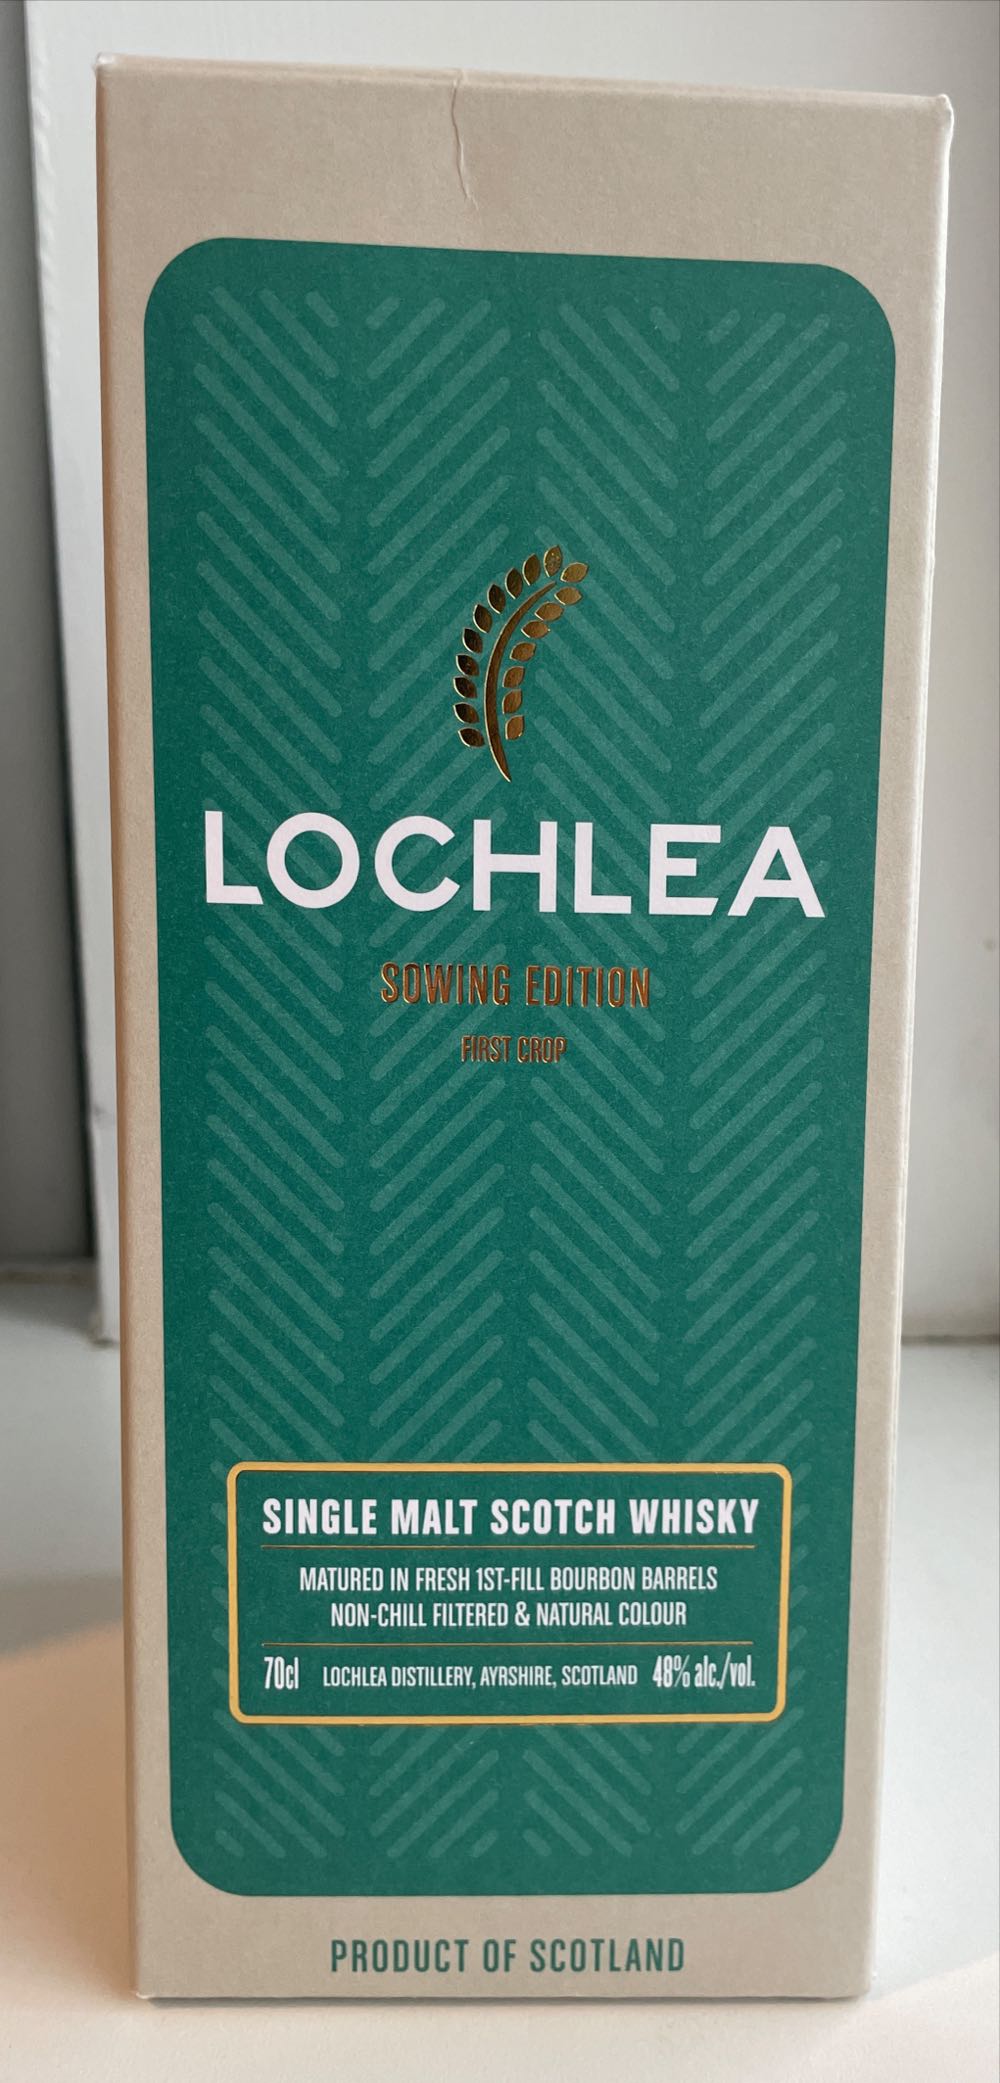 LOCHLEA
SOWING EDITION
FIRST CROP
SINGLE MALT SCOTCH WHISKY
MATURED IN FRESH 1ST-FILL BOURBON BARRELS
NON-CHILL FILTERED & NATURAL COLOUR
70cl LOCHLEA DISTILLERY, AYRSHIRE, SCOTLAND 48% alc./vol.
PRODUCT OF SCOTLAND